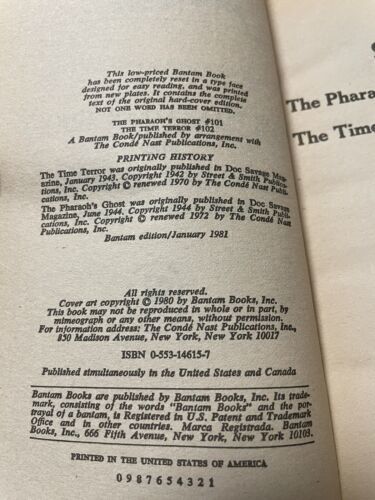 This low-priced Bantam Book
has been completely reset in a type face
designed for easy reading, and was printed
from new plates. It contains the complete
text of the original hard-cover edition.
NOT ONE WORD HAS BEEN OMITTED.
THE PHARAOH'S GHOST #101
THE TIME TERROR #102
A Bantam Book/published by arrangement with
The Condé Nast Publications, Inc.
PRINTING HISTORY
The Time Terror was originally published in Doc Savage Mag-
azine, January 1943. Copyright 1942 by Street & Smith Publica-
tions, Inc. Copyright © renewed 1970 by The Condé Nast Pub-
lications, Inc.
The Pharaoh's Ghost was originally published in Doc Savage
Magazine, June 1944. Copyright © 1944 by Street & Smith Pub-
lications, Inc. Copyright © renewed 1972 by The Condé Nast
Publications, Inc.
Bantam edition/January 1981
All rights reserved.
Cover art copyright © 1980 by Bantam Books, Inc.
This book may not be reproduced in whole or in part, by
mimeograph or any other means, without permission.
For information address: The Condé Nast Publications, Inc.,
850 Madison Avenue, New York, New York 10017
ISBN 0-553-14615-7
Published simultaneously in the United States and Canada
Bantam Books are published by Bantam Books, Inc. Its trade-
mark, consisting of the words "Bantam Books" and the por-
trayal of a bantam, is Registered in U.S. Patent and Trademark
Office and in other countries. Marca Registrada. Bantam
Books, Inc., 666 Fifth Avenue, New York, New York 10103.
PRINTED IN THE UNITED STATES OF AMERICA
0 9 8 7 6 5 4 3 2 1
The Phara
The Time